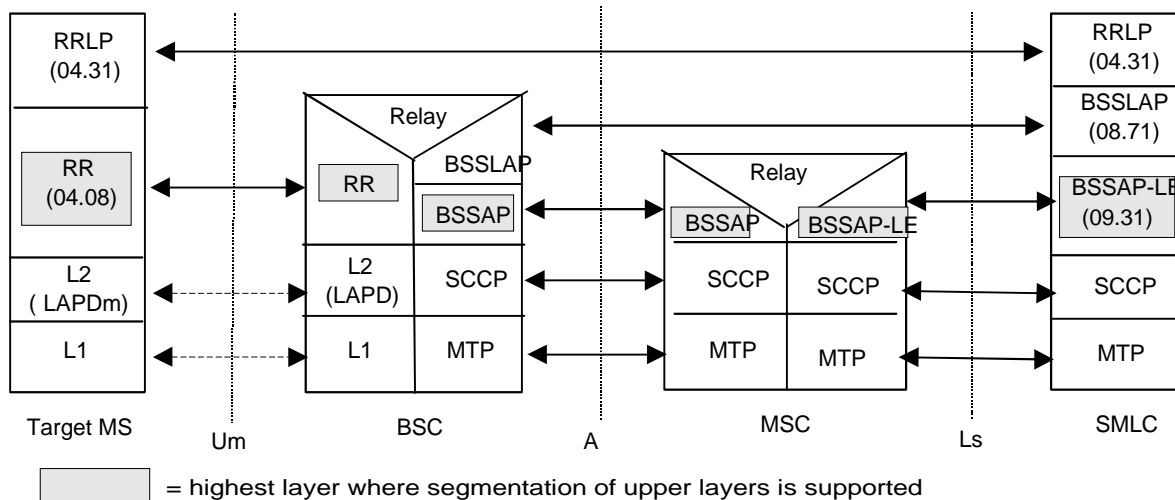 RRLP
(04.31)
RR
(04.08)
L2
( LAPDm)
L1
Target MS
Um
Relay
RR
BSSLAP
BSSAP
L2
(LAPD)
SCCP
L1
MTP
BSC
A
Relay
BSSAP
BSSAP-LE
SCCP
SCCP
MTP
MTP
MSC
Ls
RRLP
(04.31)
BSSLAP
(08.71)
BSSAP-LE
(09.31)
SCCP
MTP
SMLC
= highest layer where segmentation of upper layers is supported